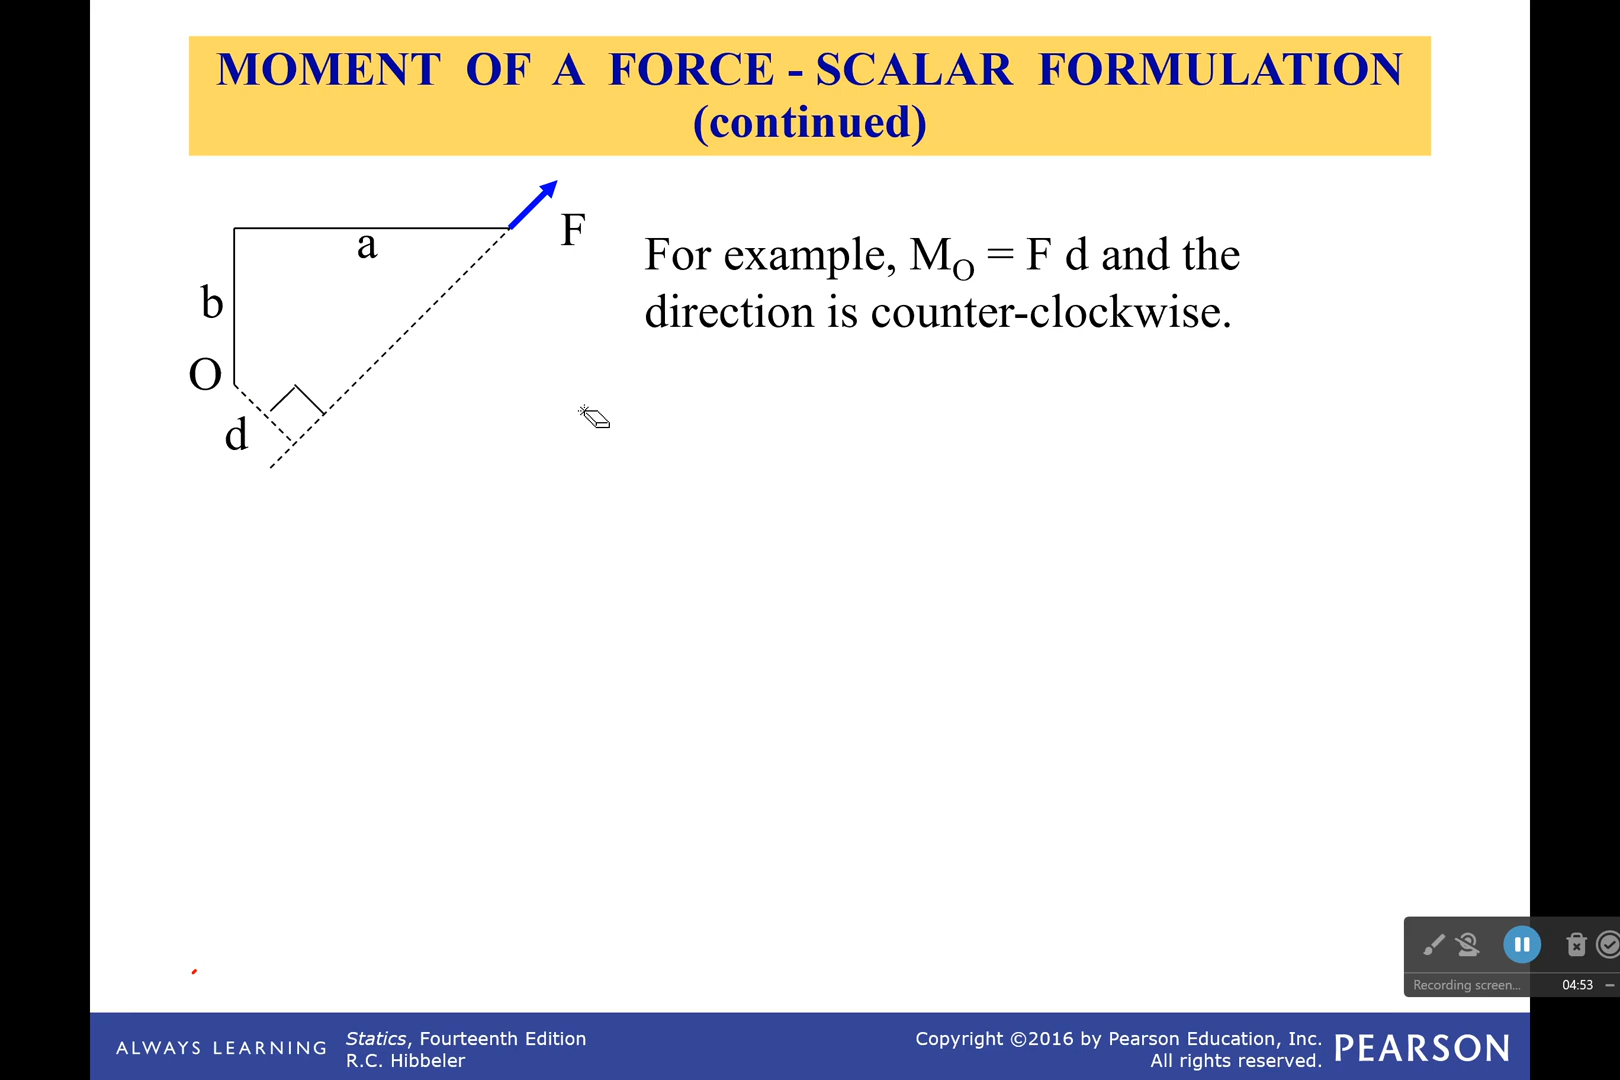 MOMENT OF A FORCE - SCALAR FORMULATION
(continued)
F
a
b
O
d
For example, MO = F d and the
direction is counter-clockwise.
Recording screen... 04:53
ALWAYS LEARNING
Statics, Fourteenth Edition
R.C. Hibbeler
Copyright ©2016 by Pearson Education, Inc.
All rights reserved.
PEARSON